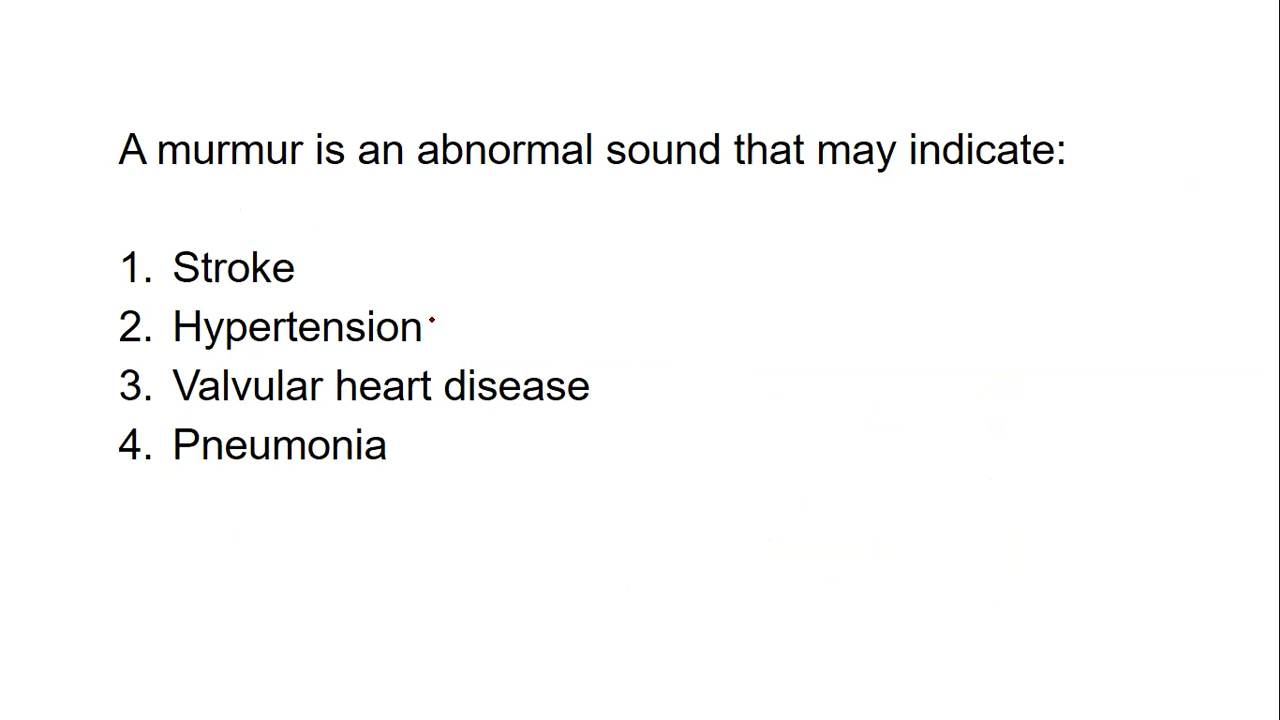 A murmur is an abnormal sound that may indicate:
1. Stroke
2. Hypertension
3. Valvular heart disease
4. Pneumonia